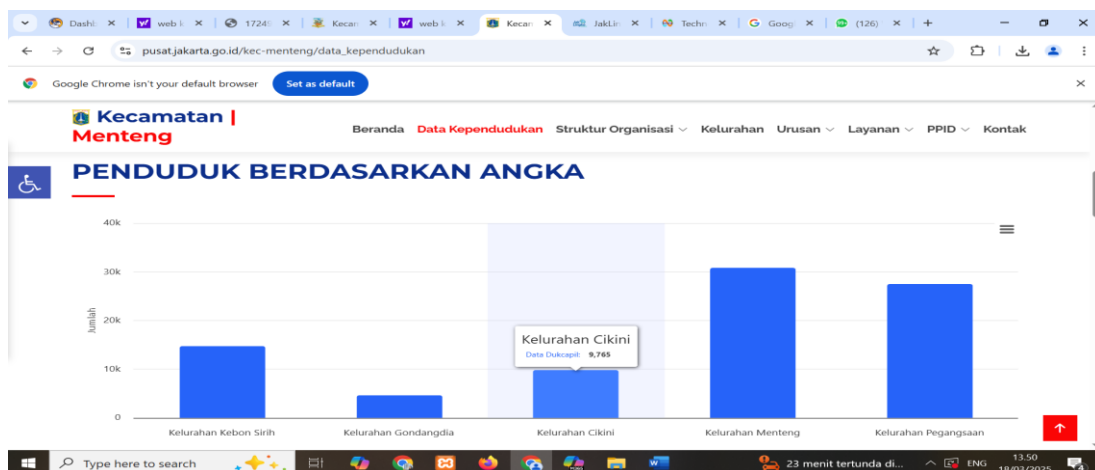 Dashb
web k
17245
Kecan
web k
Kecan
JakLin
Techn
Goog
(126)
pusat.jakarta.go.id/kec-menteng/data_kependudukan
Google Chrome isn't your default browser
Set as default
Kecamatan |
Menteng
Beranda Data Kependudukan Struktur Organisasi Kelurahan Urusan Layanan PPID Kontak
PENDUDUK BERDASARKAN ANGKA
40k
30k
20k
10k
0
Jumlah
Kelurahan Cikini
Data Dukcapil: 9,765
Kelurahan Kebon Sirih
Kelurahan Gondangdia
Kelurahan Cikini
Kelurahan Menteng
Kelurahan Pegangsaan
Type here to search
23 menit tertunda di...
ENG
13.50
18/03/2025
4